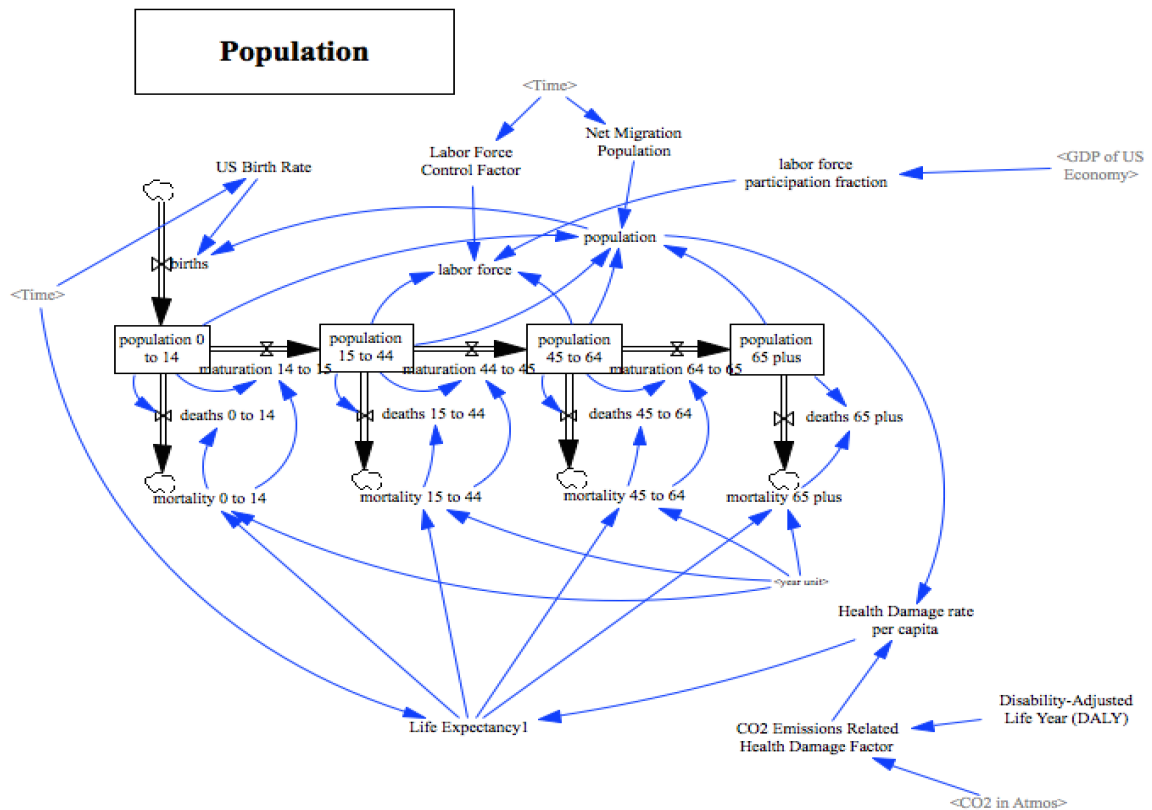 Population
<Time>
Net Migration
Population
Labor Force
Control Factor
US Birth Rate
labor force
participation fraction
<GDP of US
Economy>
population
births
labor force
<Time>
population 0
to 14
population
15 to 44
population
45 to 64
population
65 plus
maturation 14 to 15
maturation 44 to 45
maturation 64 to 65
deaths 0 to 14
deaths 15 to 44
deaths 45 to 64
deaths 65 plus
mortality 0 to 14
mortality 15 to 44
mortality 45 to 64
mortality 65 plus
<year unit>
Health Damage rate
per capita
Life Expectancy1
CO2 Emissions Related
Health Damage Factor
Disability-Adjusted
Life Year (DALY)
<CO2 in Atmos>